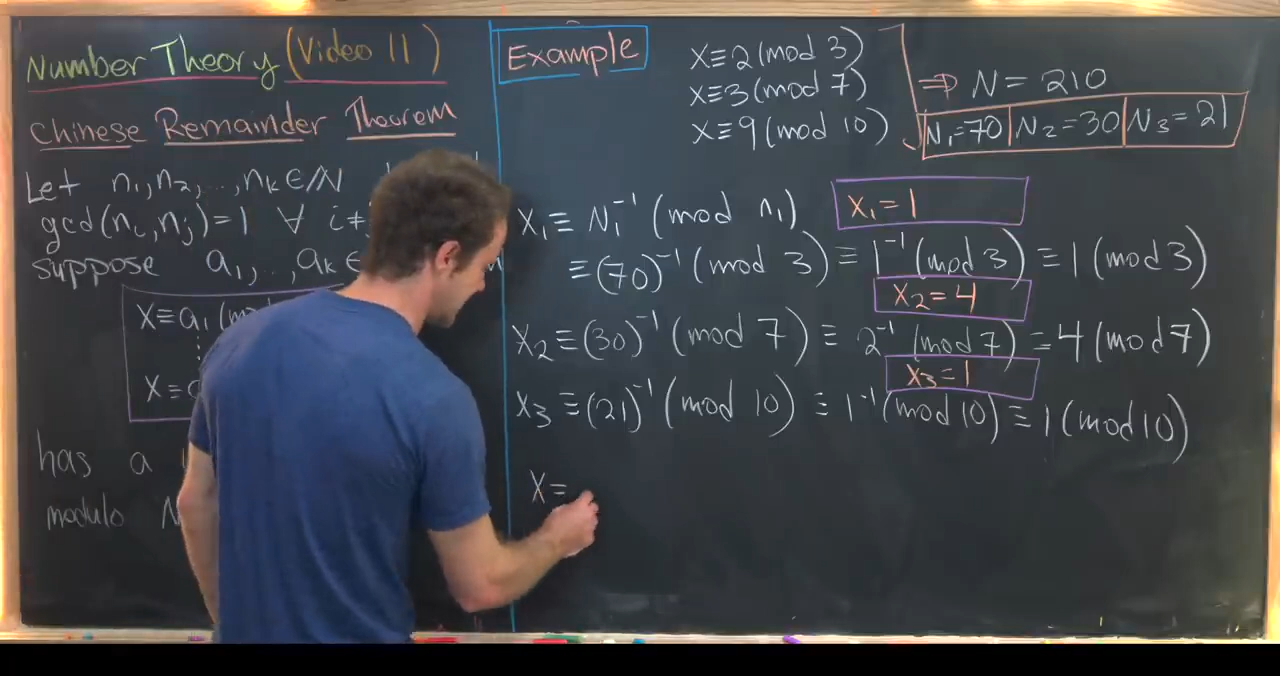 Number Theory (Video 11)
Chinese Remainder Theorem
Let n₁,n₂,...,nₖ∈ℕ
gcd(nᵢ,nⱼ)=1 ∀ i≠
suppose a₁,...,aₖ∈
X≡a₁(mo
⋮
X≡
has a
modulo N
Example
X≡2(mod 3)
X≡3(mod 7)
X≡9(mod 10)
⇒ N=210
N₁=70 N₂=30 N₃=21
X₁=1
X₁≡N₁⁻¹(mod n₁)
≡(70)⁻¹(mod 3)≡1⁻¹(mod 3)≡1(mod 3)
X₂=4
X₂≡(30)⁻¹(mod 7)≡2⁻¹(mod 7)≡4(mod 7)
X₃=1
X₃≡(21)⁻¹(mod 10)≡1⁻¹(mod 10)≡1(mod 10)
X=